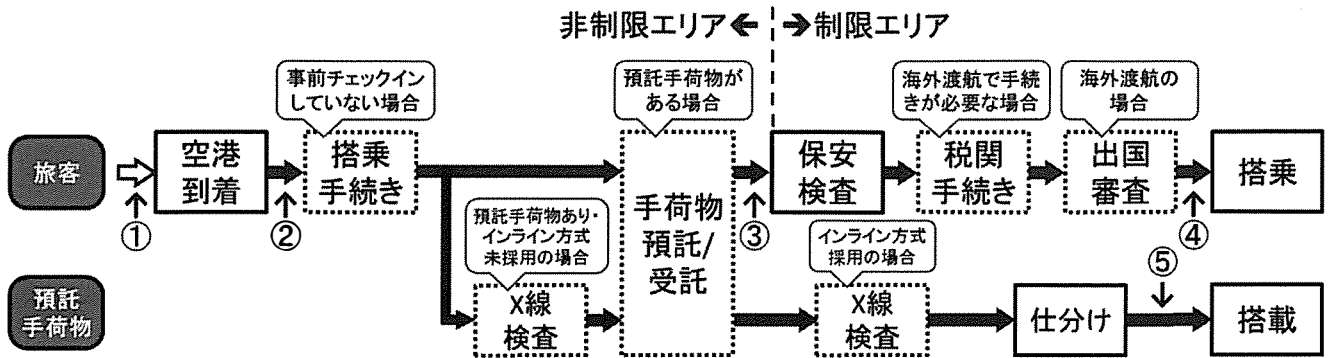 非制限エリア
制限エリア
事前チェックイン
していない場合
預託手荷物が
ある場合
海外渡航で手続
きが必要な場合
海外渡航の
場合
旅客
空港
到着
搭乗
手続き
保安
検査
税関
手続き
出国
審査
搭乗
①
②
③
④
預託手荷物あり・
インライン方式
未採用の場合
手荷物
預託/
受託
インライン方式
採用の場合
⑤
預託
手荷物
X線
検査
X線
検査
仕分け
搭載